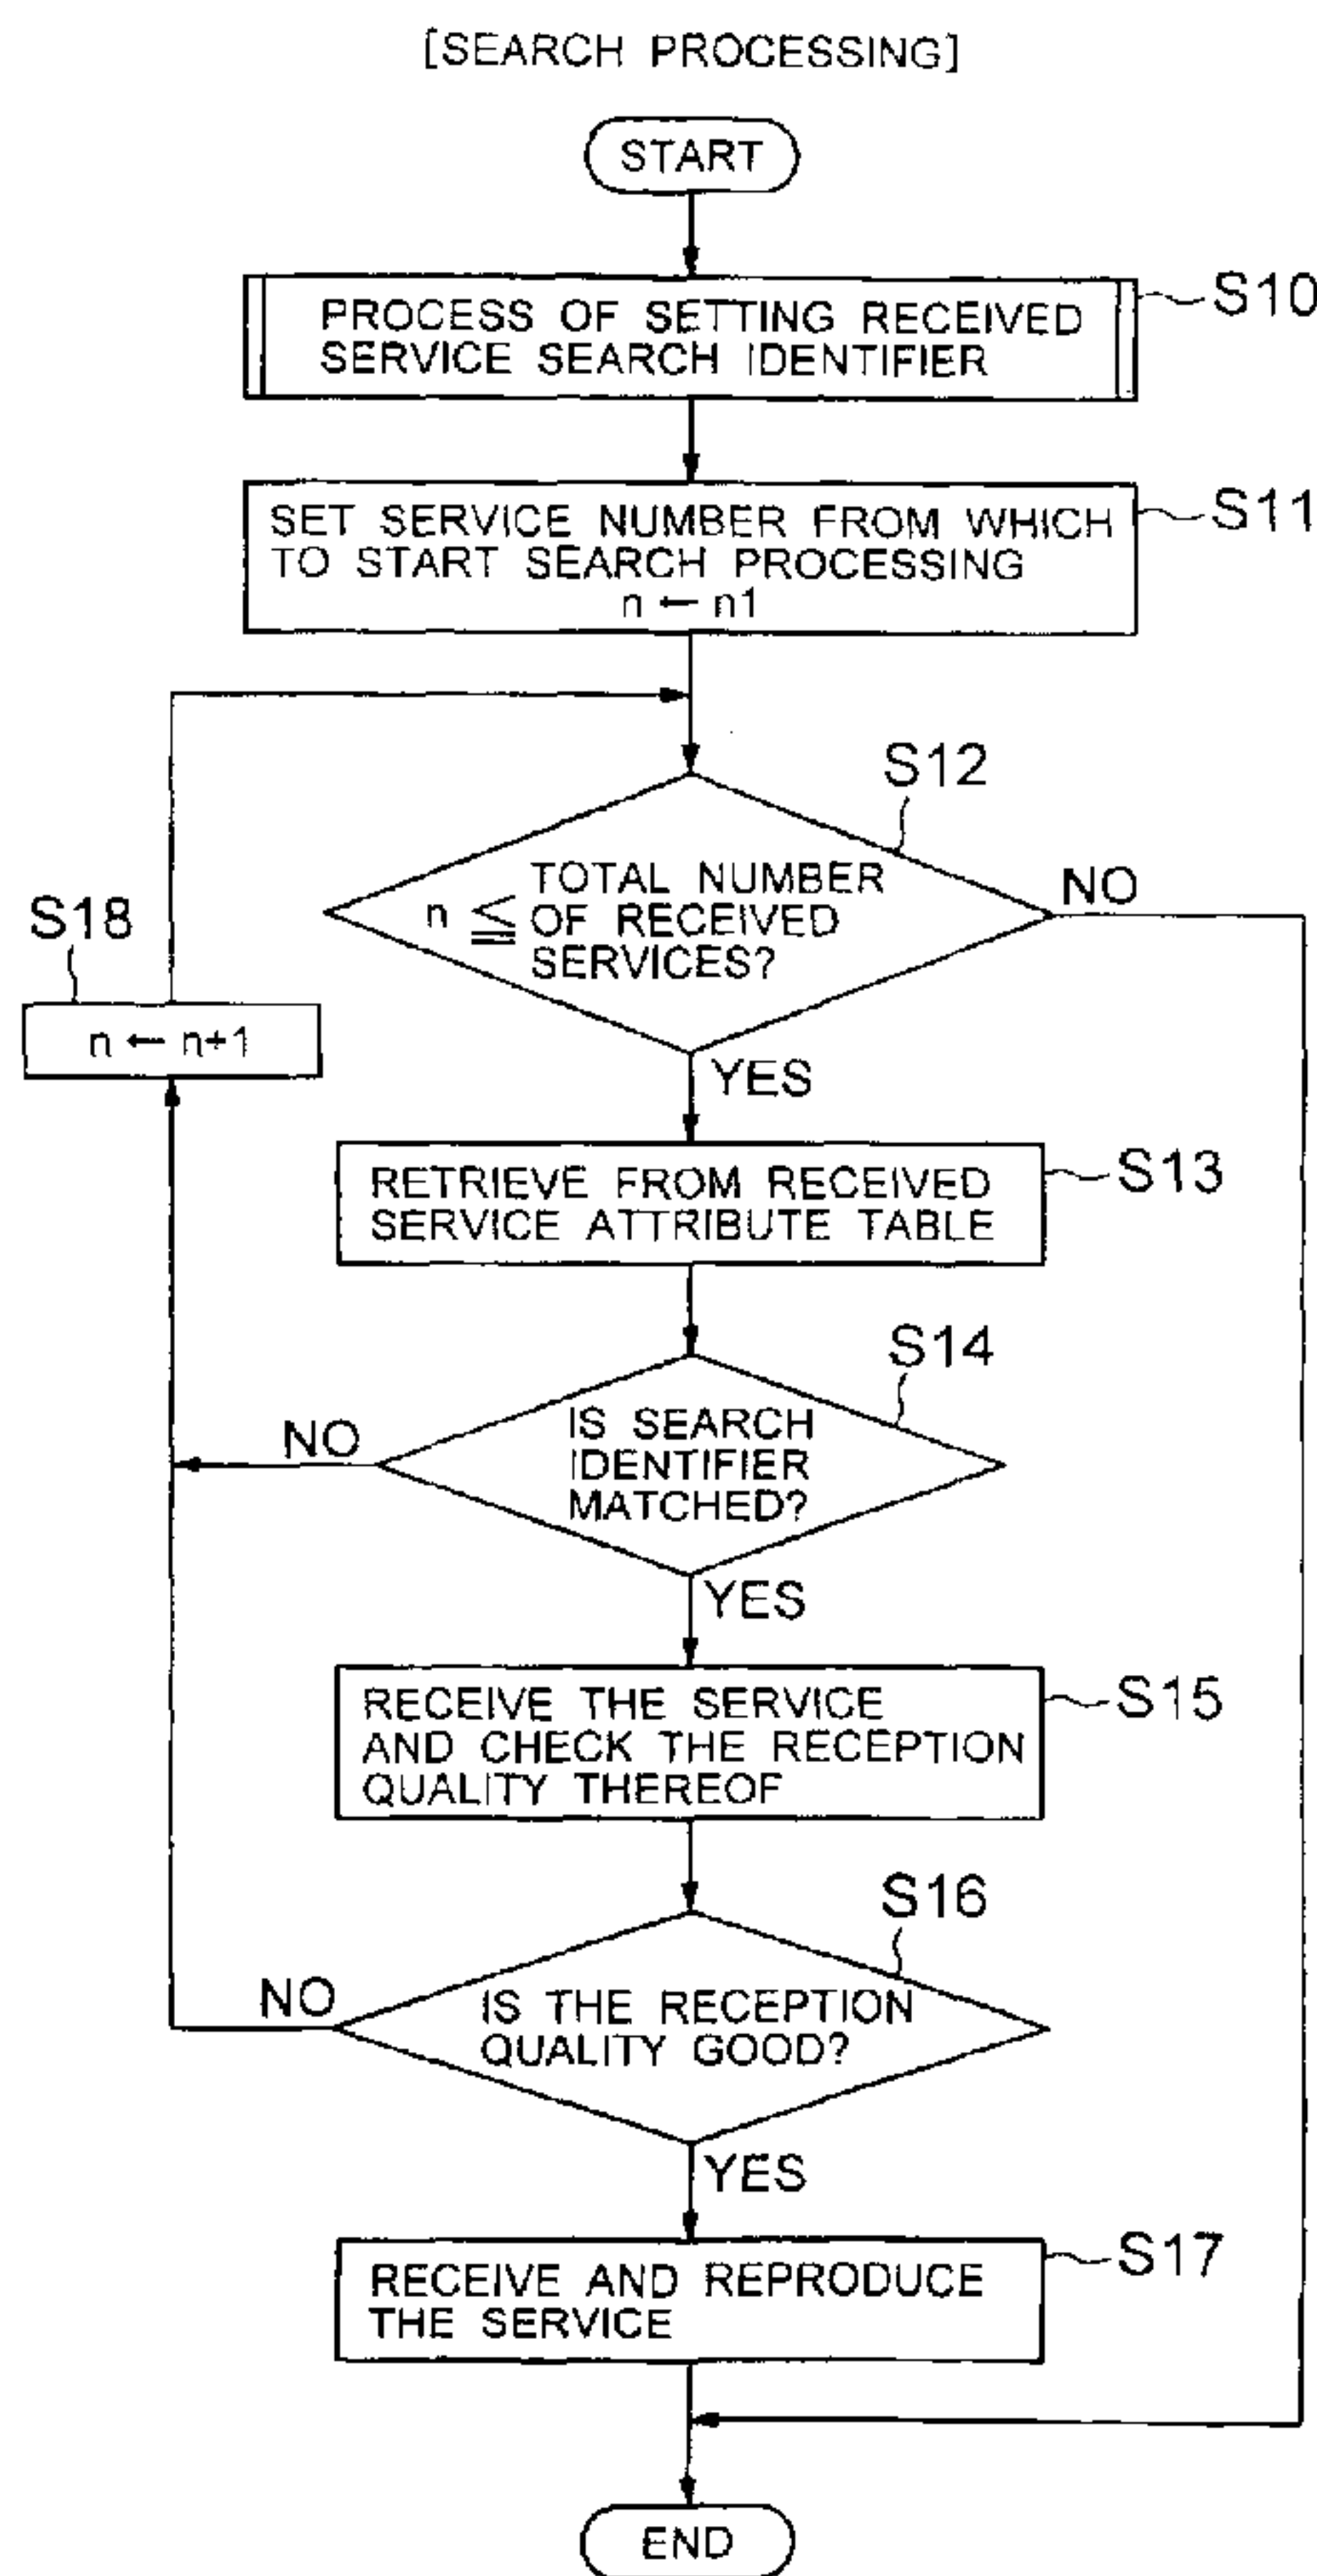 [SEARCH PROCESSING]
START
PROCESS OF SETTING RECEIVED
SERVICE SEARCH IDENTIFIER
S10
SET SERVICE NUMBER FROM WHICH
TO START SEARCH PROCESSING
n ← n1
S11
S12
n ≦
TOTAL NUMBER
OF RECEIVED
SERVICES?
NO
YES
S18
n ← n+1
RETRIEVE FROM RECEIVED
SERVICE ATTRIBUTE TABLE
S13
S14
IS SEARCH
IDENTIFIER
MATCHED?
NO
YES
RECEIVE THE SERVICE
AND CHECK THE RECEPTION
QUALITY THEREOF
S15
S16
IS THE RECEPTION
QUALITY GOOD?
NO
YES
RECEIVE AND REPRODUCE
THE SERVICE
S17
END